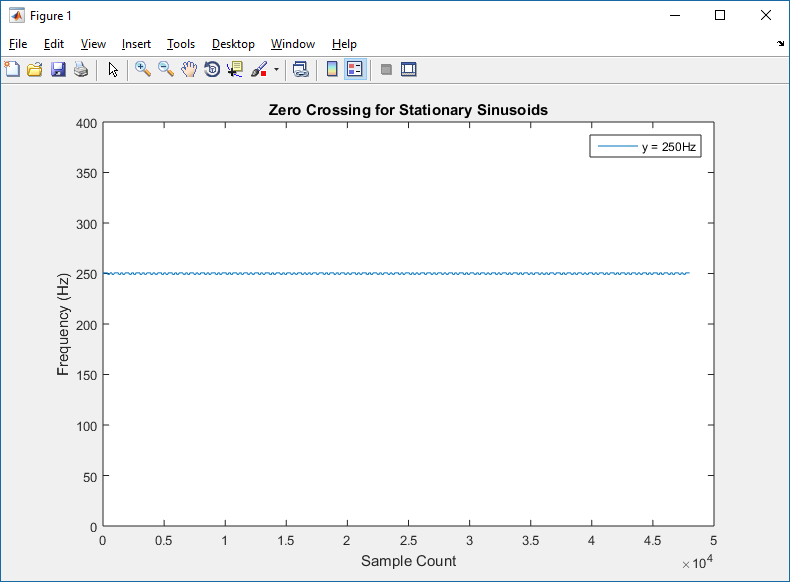 Figure 1
File Edit View Insert Tools Desktop Window Help
Zero Crossing for Stationary Sinusoids
y = 250Hz
400
350
300
250
200
150
100
50
0
Frequency (Hz)
0 0.5 1 1.5 2 2.5 3 3.5 4 4.5 5
Sample Count
×10⁴